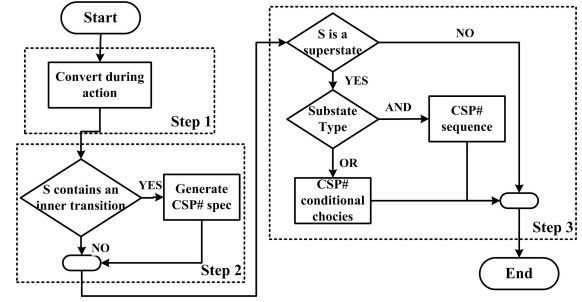 Start
Convert during
action
Step 1
S contains an
inner transition
YES
Generate
CSP# spec
NO
Step 2
S is a
superstate
NO
YES
Substate
Type
AND
CSP#
sequence
OR
CSP#
conditional
chocies
Step 3
End